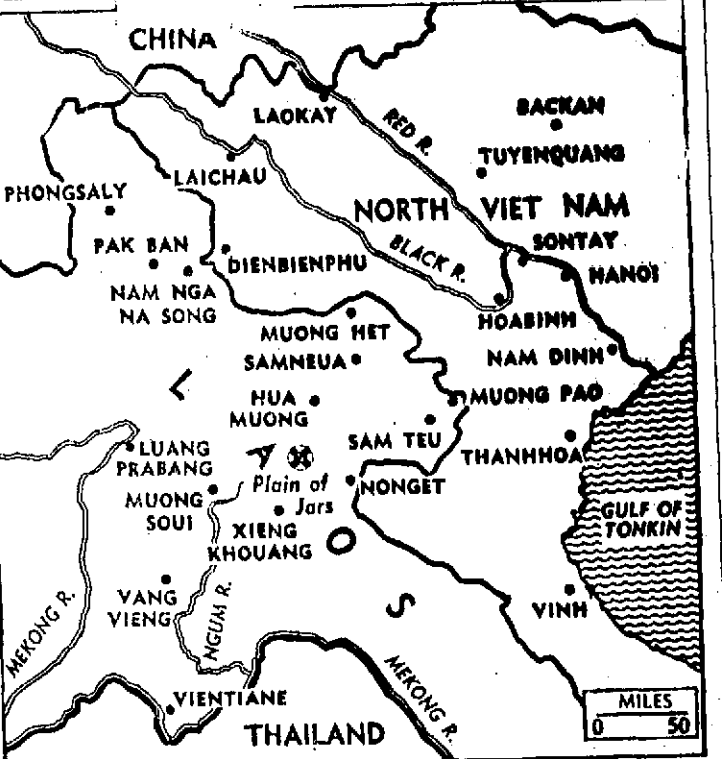 CHINA
LAOKAY
RED R.
BACKAN
TUYENQUANG
LAICHAU
PHONGSALY
NORTH VIET NAM
PAK BAN
DIENBIENPHU
BLACK R.
SONTAY
HANOI
NAM NGA
NA SONG
HOABINH
MUONG HET
SAMNEUA
NAM DINH
HUA
MUONG
MUONG PAO
SAM TEU
THANHHOA
LUANG
PRABANG
Plain of
Jars
NONGET
MUONG
SOUI
XIENG
KHOUANG
GULF OF
TONKIN
LAOS
VANG
VIENG
NGUM R.
VINH
MEKONG R.
MEKONG R.
VIENTIANE
THAILAND
MILES
0 50